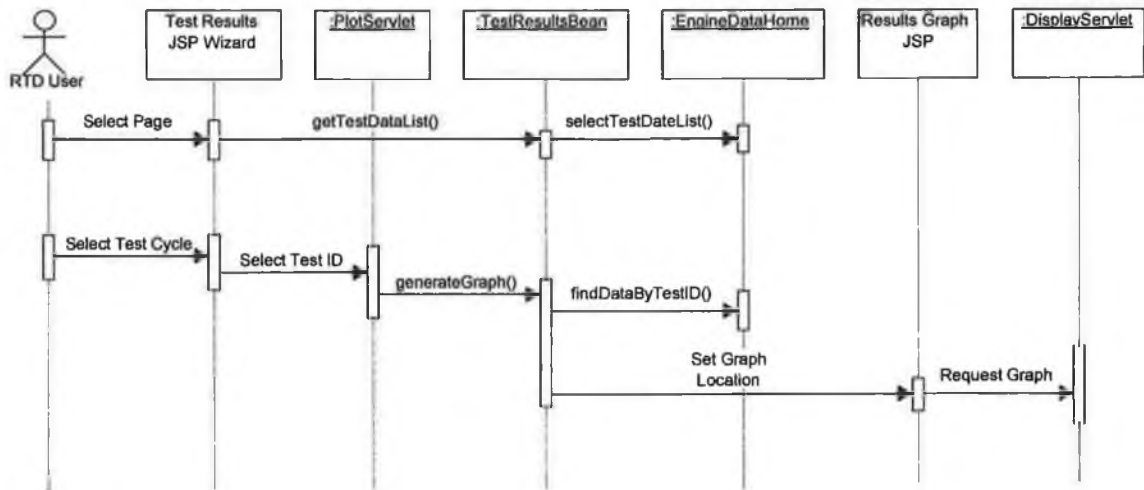 Test Results
JSP Wizard
:PlotServlet
:TestResultsBean
:EngineDataHome
Results Graph
JSP
:DisplayServlet
RTD User
Select Page
getTestDataList()
selectTestDateList()
Select Test Cycle
Select Test ID
generateGraph()
findDataByTestID()
Set Graph
Location
Request Graph